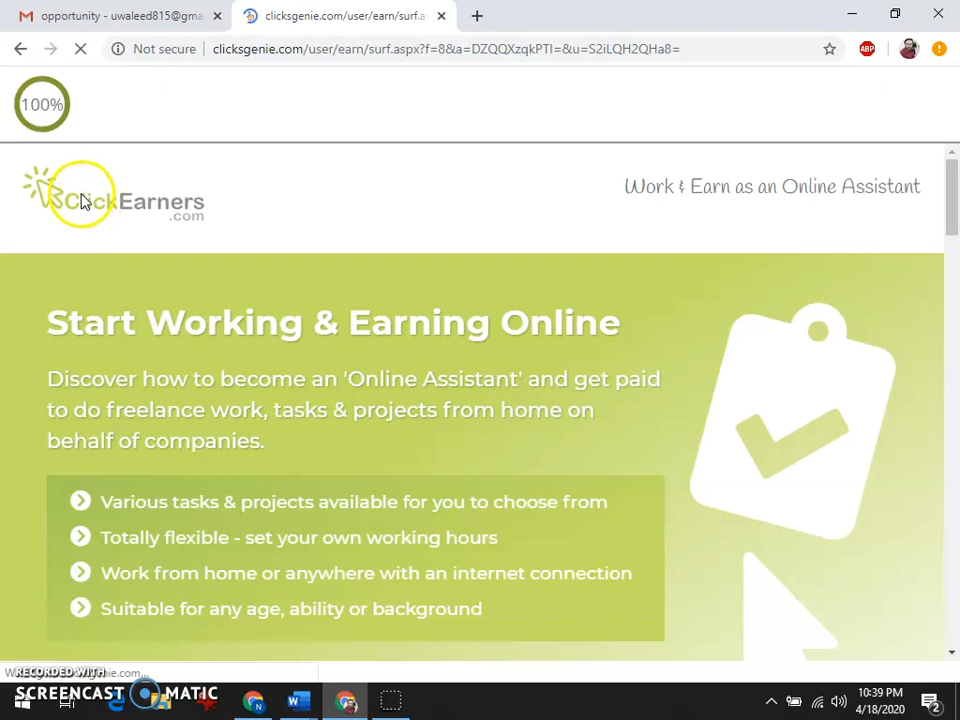 opportunity - uwaleed815@gma
clicksgenie.com/user/earn/surf.a
Not secure
clicksgenie.com/user/earn/surf.aspx?f=8&a=DZQQXzqkPTI=&u=S2iLQH2QHa8=
ABP
100%
ClickEarners
.com
Work & Earn as an Online Assistant
Start Working & Earning Online
Discover how to become an 'Online Assistant' and get paid
to do freelance work, tasks & projects from home on
behalf of companies.
Various tasks & projects available for you to choose from
Totally flexible - set your own working hours
Work from home or anywhere with an internet connection
Suitable for any age, ability or background
RECORDED WITH
SCREENCAST MATIC
10:39 PM
4/18/2020
2